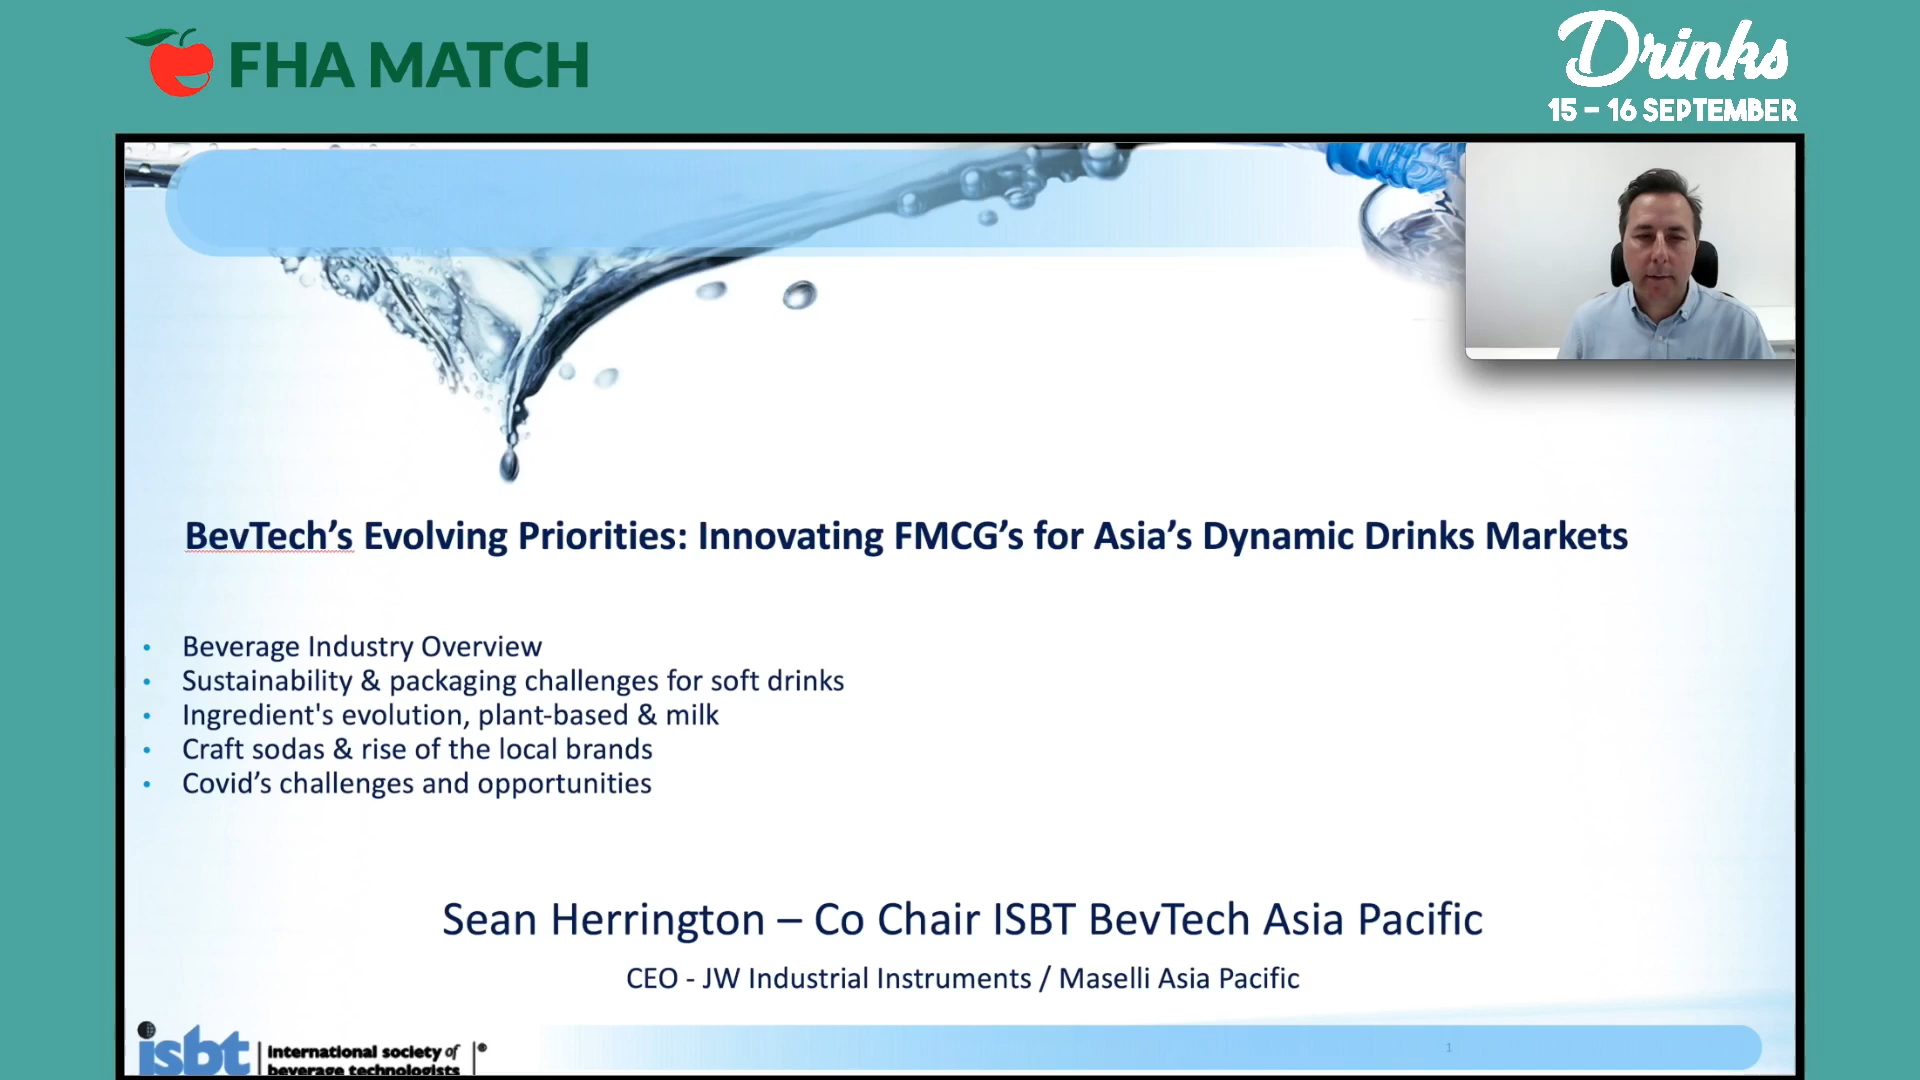 FHA MATCH
Drinks
15 – 16 SEPTEMBER
BevTech’s Evolving Priorities: Innovating FMCG’s for Asia’s Dynamic Drinks Markets
• Beverage Industry Overview
• Sustainability & packaging challenges for soft drinks
• Ingredient's evolution, plant-based & milk
• Craft sodas & rise of the local brands
• Covid’s challenges and opportunities
Sean Herrington – Co Chair ISBT BevTech Asia Pacific
CEO - JW Industrial Instruments / Maselli Asia Pacific
isbt
international society of
beverage technologists
®
1